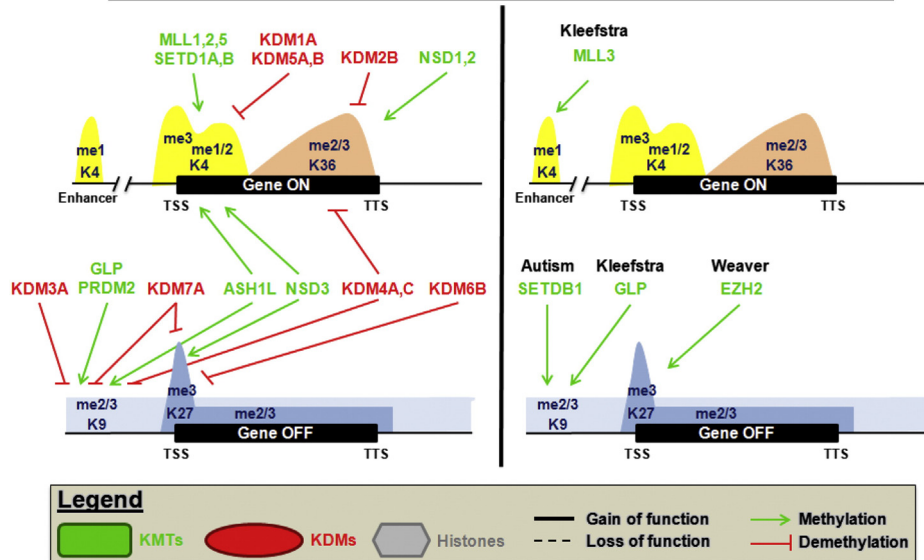 MLL1,2,5
SETD1A,B
KDM1A
KDM5A,B
KDM2B
NSD1,2
me1
K4
Enhancer
me3
me1/2
K4
me2/3
K36
Gene ON
TSS
TTS
KDM3A
GLP
PRDM2
KDM7A
ASH1L
NSD3
KDM4A,C
KDM6B
me2/3
K9
me3
K27
me2/3
Gene OFF
TSS
TTS
Kleefstra
MLL3
me1
K4
Enhancer
me3
me1/2
K4
me2/3
K36
Gene ON
TSS
TTS
Autism
SETDB1
Kleefstra
GLP
Weaver
EZH2
me2/3
K9
me3
K27
me2/3
Gene OFF
TSS
TTS
Legend
KMTs
KDMs
Histones
Gain of function
Loss of function
Methylation
Demethylation